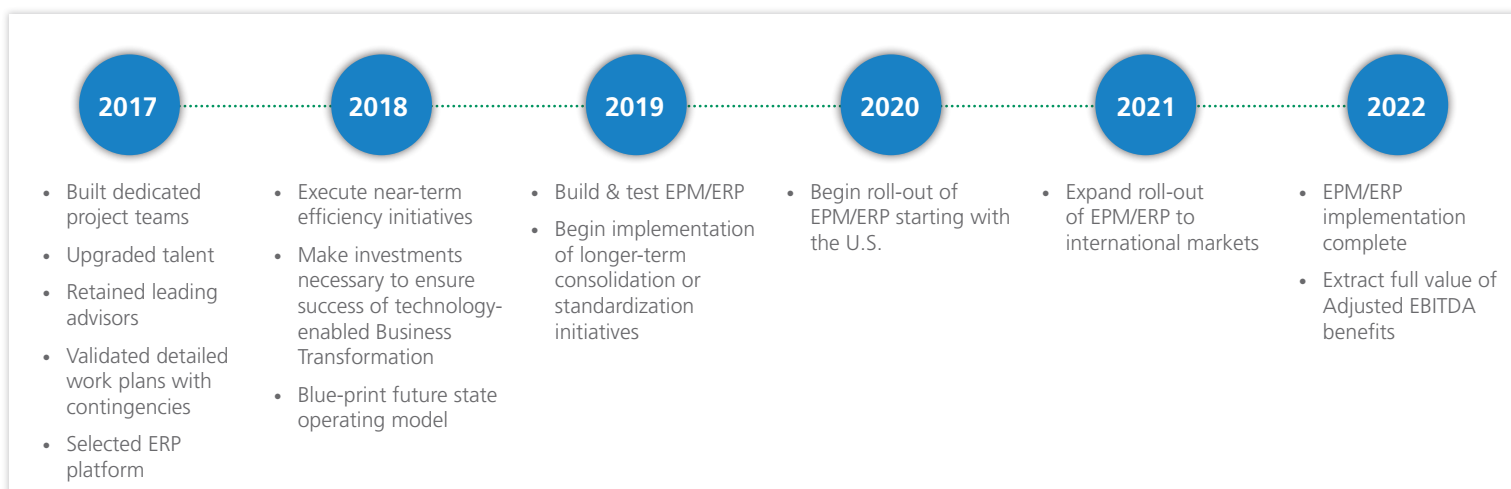 2017
• Built dedicated
project teams
• Upgraded talent
• Retained leading
advisors
• Validated detailed
work plans with
contingencies
• Selected ERP
platform
2018
• Execute near-term
efficiency initiatives
• Make investments
necessary to ensure
success of technology-
enabled Business
Transformation
• Blue-print future state
operating model
2019
• Build & test EPM/ERP
• Begin implementation
of longer-term
consolidation or
standardization
initiatives
2020
• Begin roll-out of
EPM/ERP starting with
the U.S.
2021
• Expand roll-out
of EPM/ERP to
international markets
2022
• EPM/ERP
implementation
complete
• Extract full value of
Adjusted EBITDA
benefits